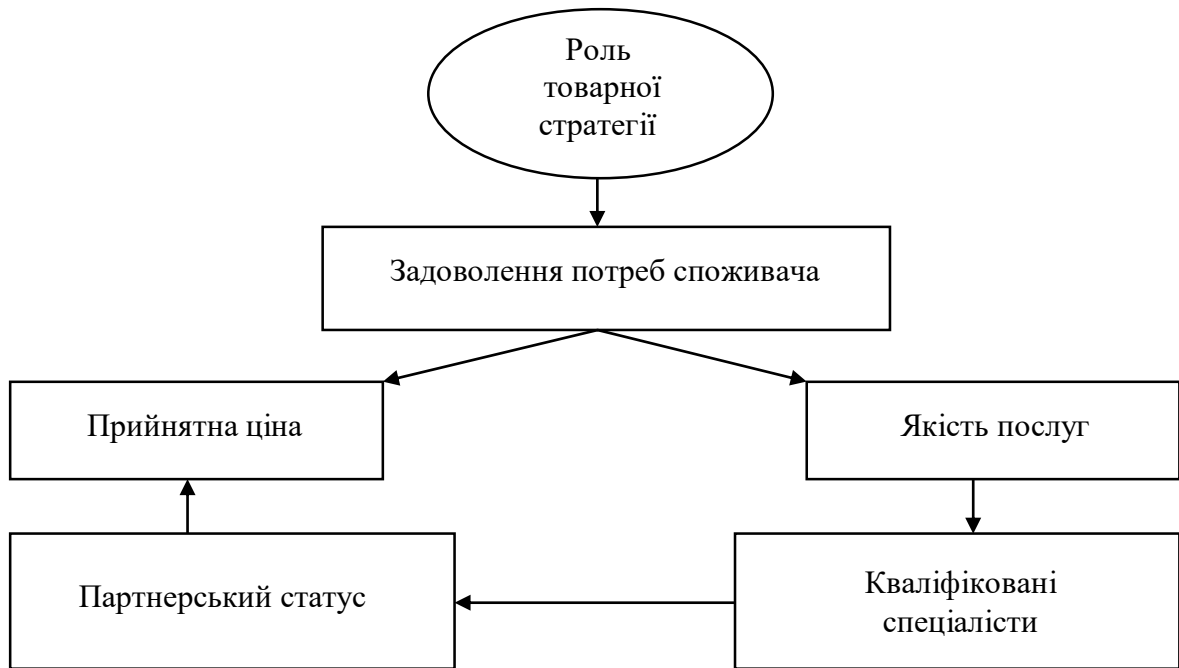 Роль
товарної
стратегії
Задоволення потреб споживача
Прийнятна ціна
Якість послуг
Партнерський статус
Кваліфіковані
спеціалісти